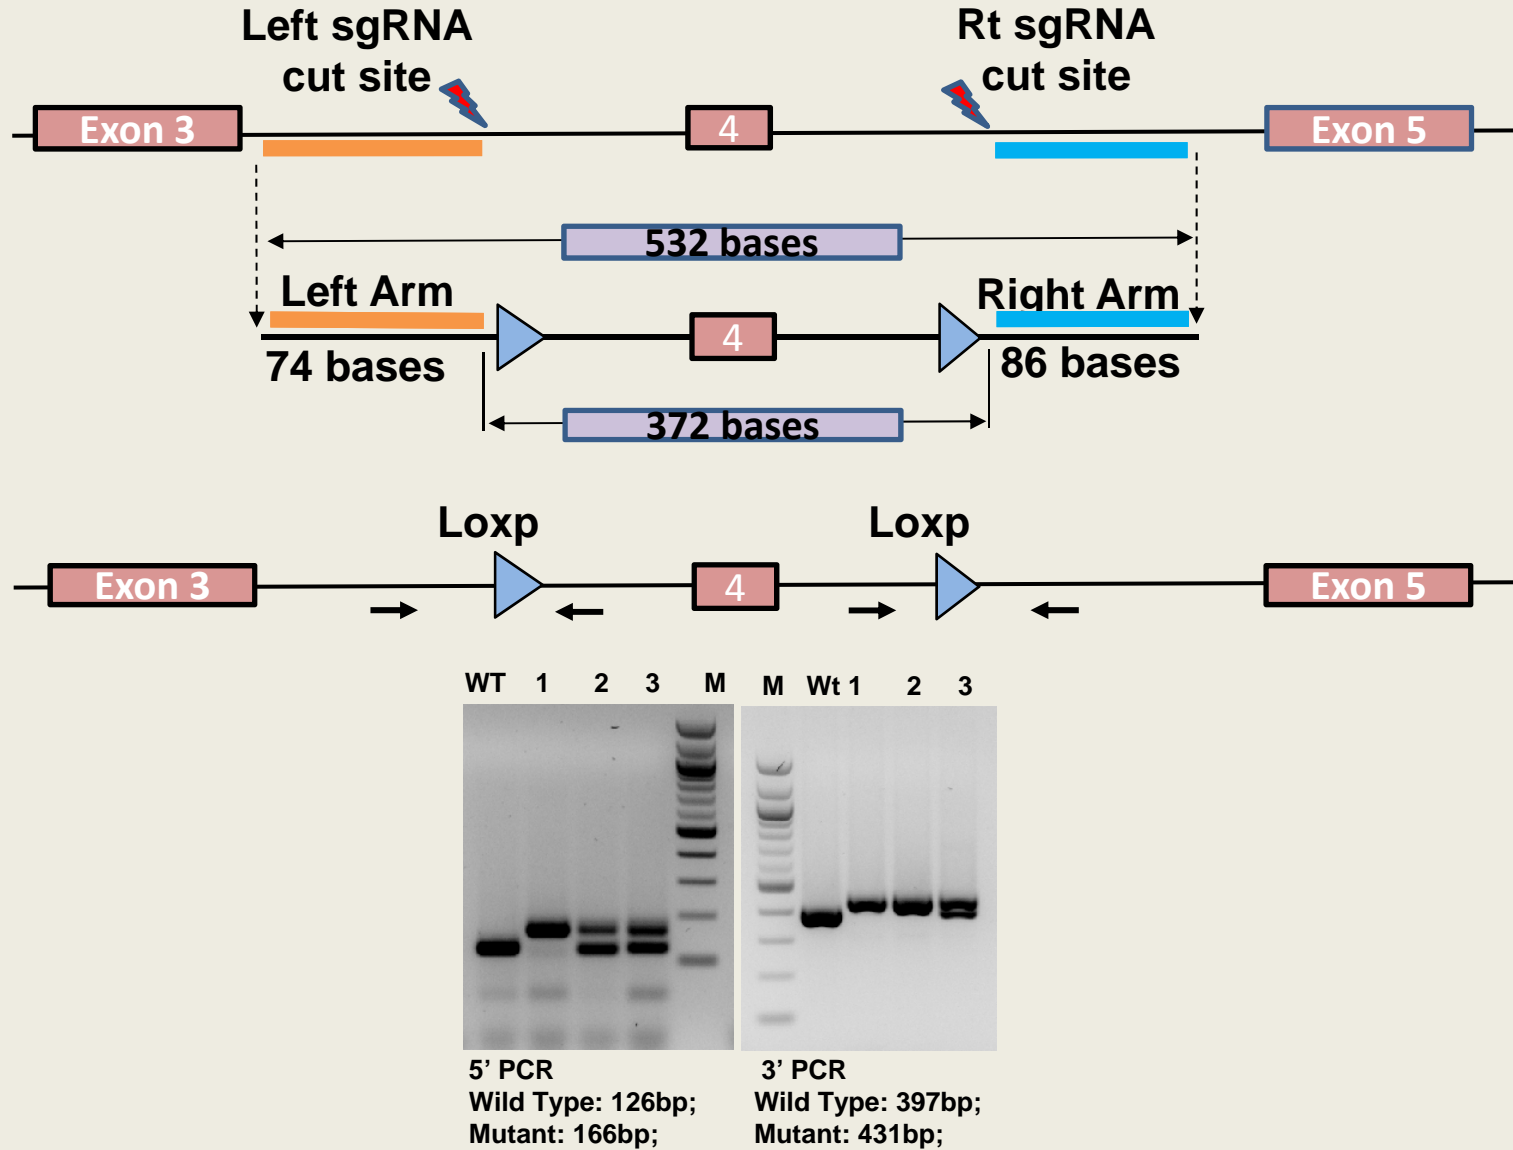 Left sgRNA
cut site
Rt sgRNA
cut site
Exon 3
4
Exon 5
532 bases
Left Arm
Right Arm
4
74 bases
86 bases
372 bases
Loxp
Loxp
Exon 3
4
Exon 5
WT 1 2 3 M
M Wt 1 2 3
5’ PCR
Wild Type: 126bp;
Mutant: 166bp;
3’ PCR
Wild Type: 397bp;
Mutant: 431bp;